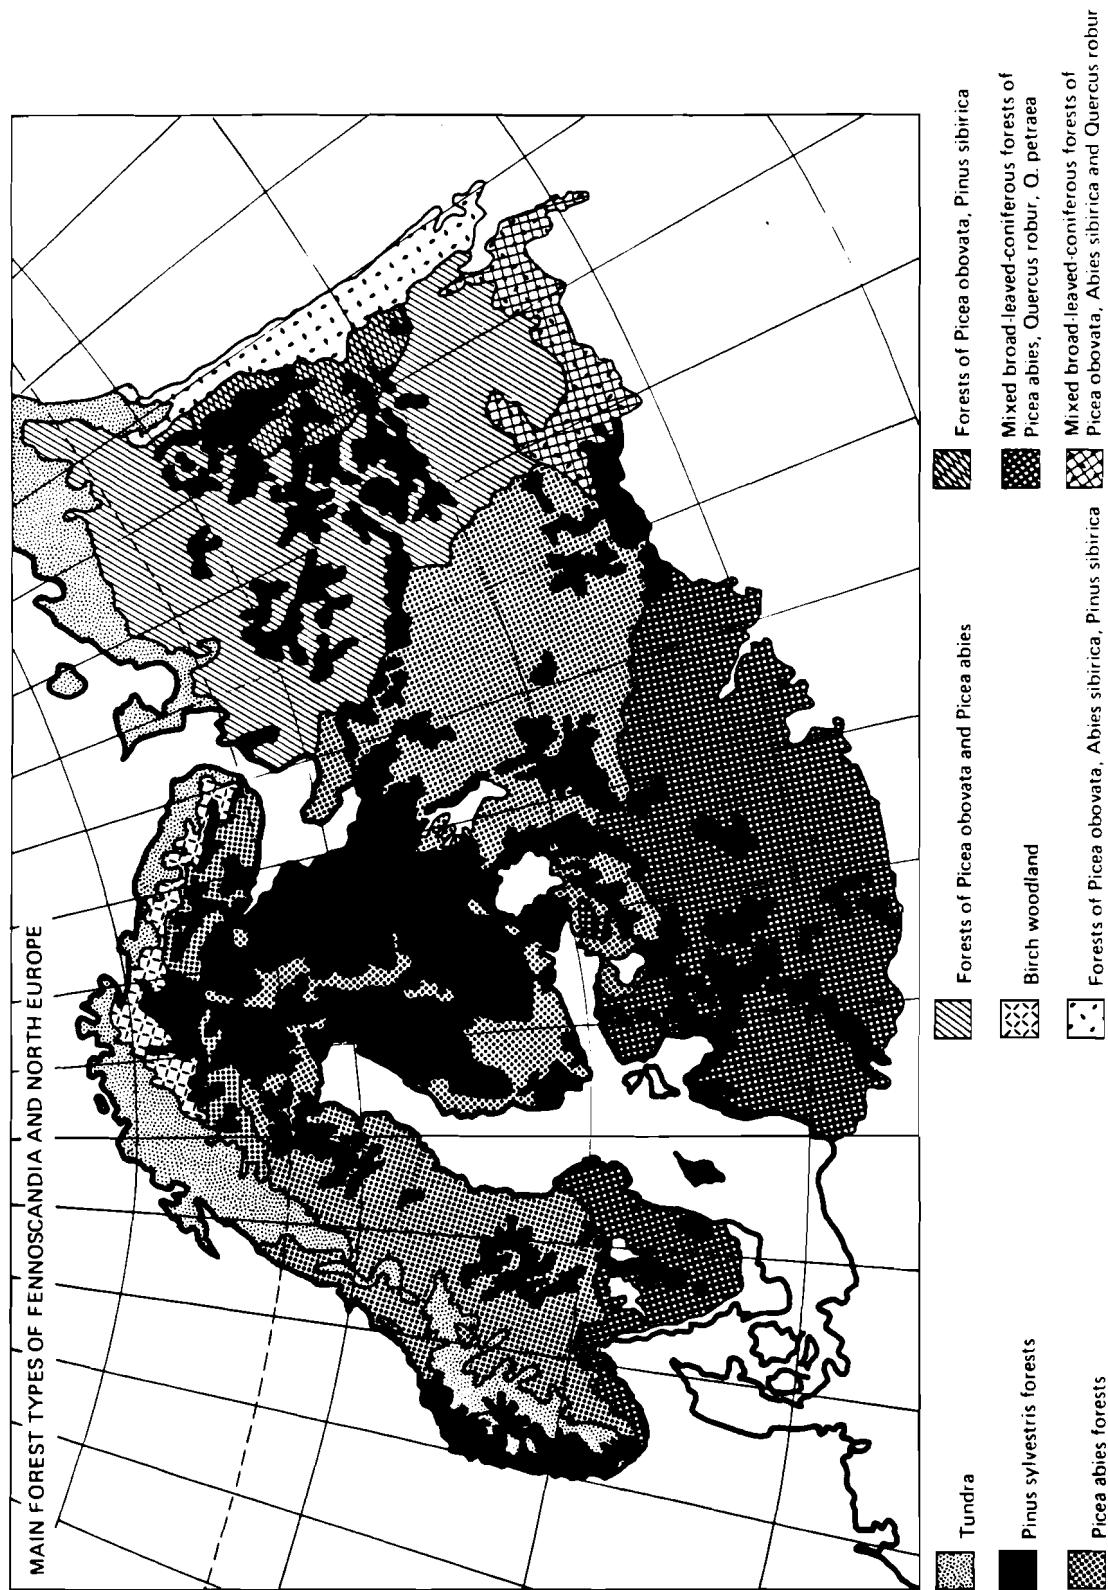 MAIN FOREST TYPES OF FENNOSCANDIA AND NORTH EUROPE
Tundra
Pinus sylvestris forests
Picea abies forests
Forests of Picea obovata and Picea abies
Birch woodland
Forests of Picea obovata, Abies sibirica, Pinus sibirica
Forests of Picea obovata, Pinus sibirica
Mixed broad-leaved-coniferous forests of
Picea abies, Quercus robur, Q. petraea
Mixed broad-leaved-coniferous forests of
Picea obovata, Abies sibirica and Quercus robur